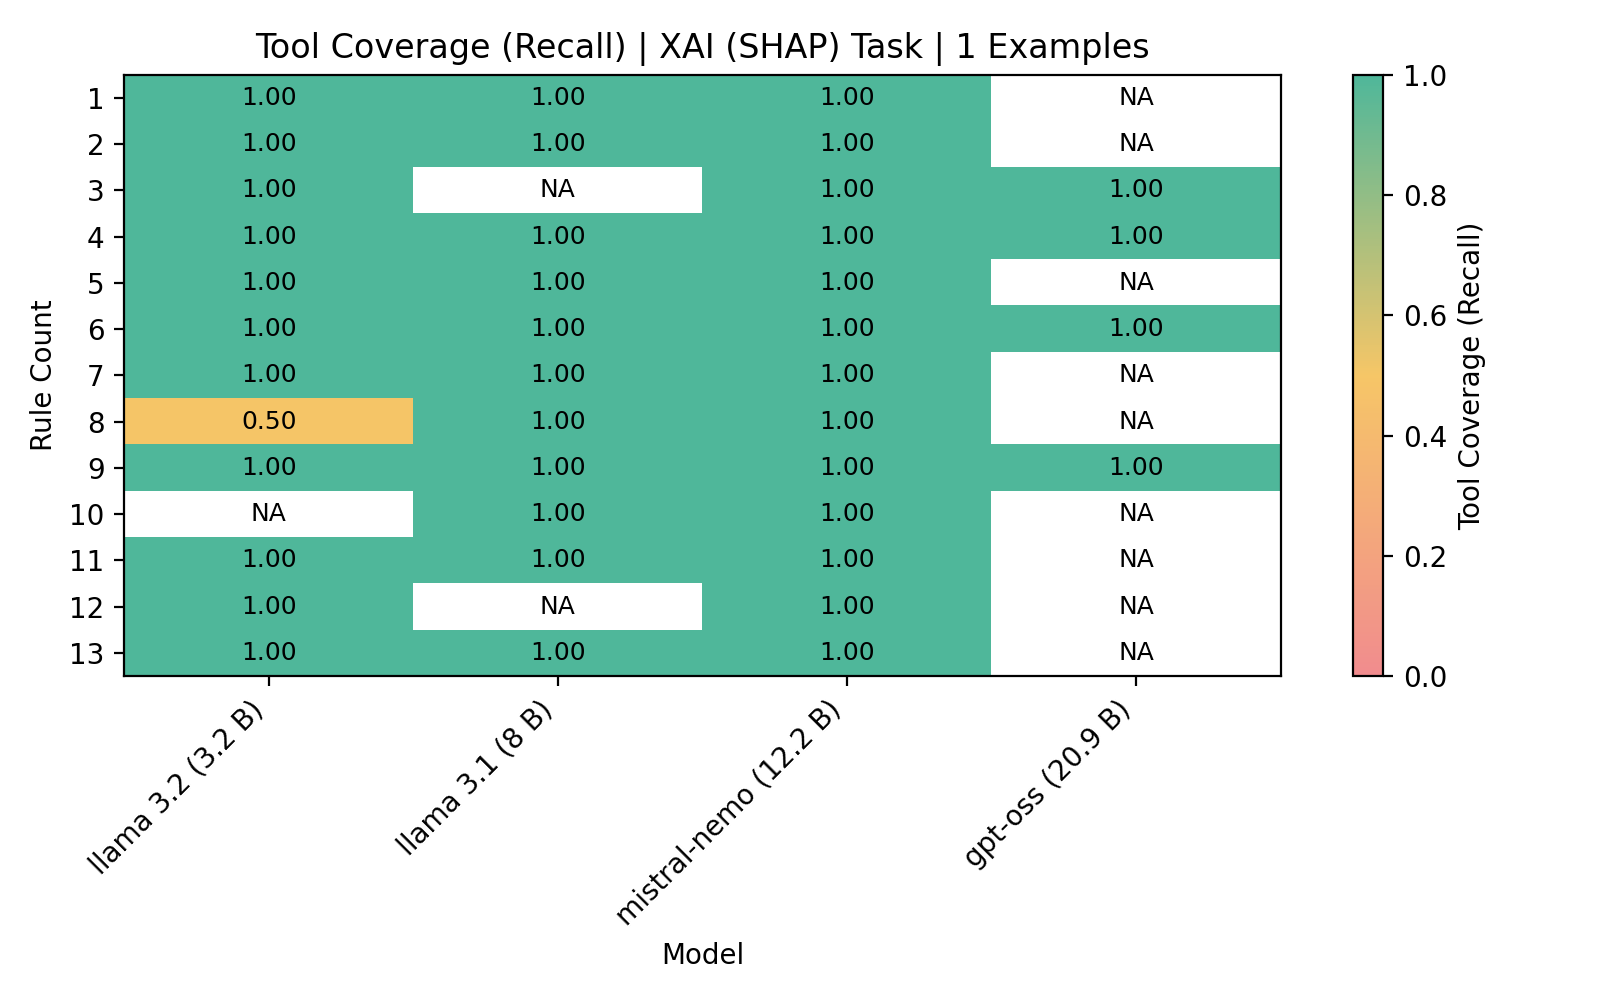 Tool Coverage (Recall) | XAI (SHAP) Task | 1 Examples
Rule Count
1 1.00 1.00 1.00 NA
2 1.00 1.00 1.00 NA
3 1.00 NA 1.00 1.00
4 1.00 1.00 1.00 1.00
5 1.00 1.00 1.00 NA
6 1.00 1.00 1.00 1.00
7 1.00 1.00 1.00 NA
8 0.50 1.00 1.00 NA
9 1.00 1.00 1.00 1.00
10 NA 1.00 1.00 NA
11 1.00 1.00 1.00 NA
12 1.00 NA 1.00 NA
13 1.00 1.00 1.00 NA
llama 3.2 (3.2 B)
llama 3.1 (8 B)
mistral-nemo (12.2 B)
gpt-oss (20.9 B)
Model
1.0
0.8
0.6
0.4
0.2
0.0
Tool Coverage (Recall)